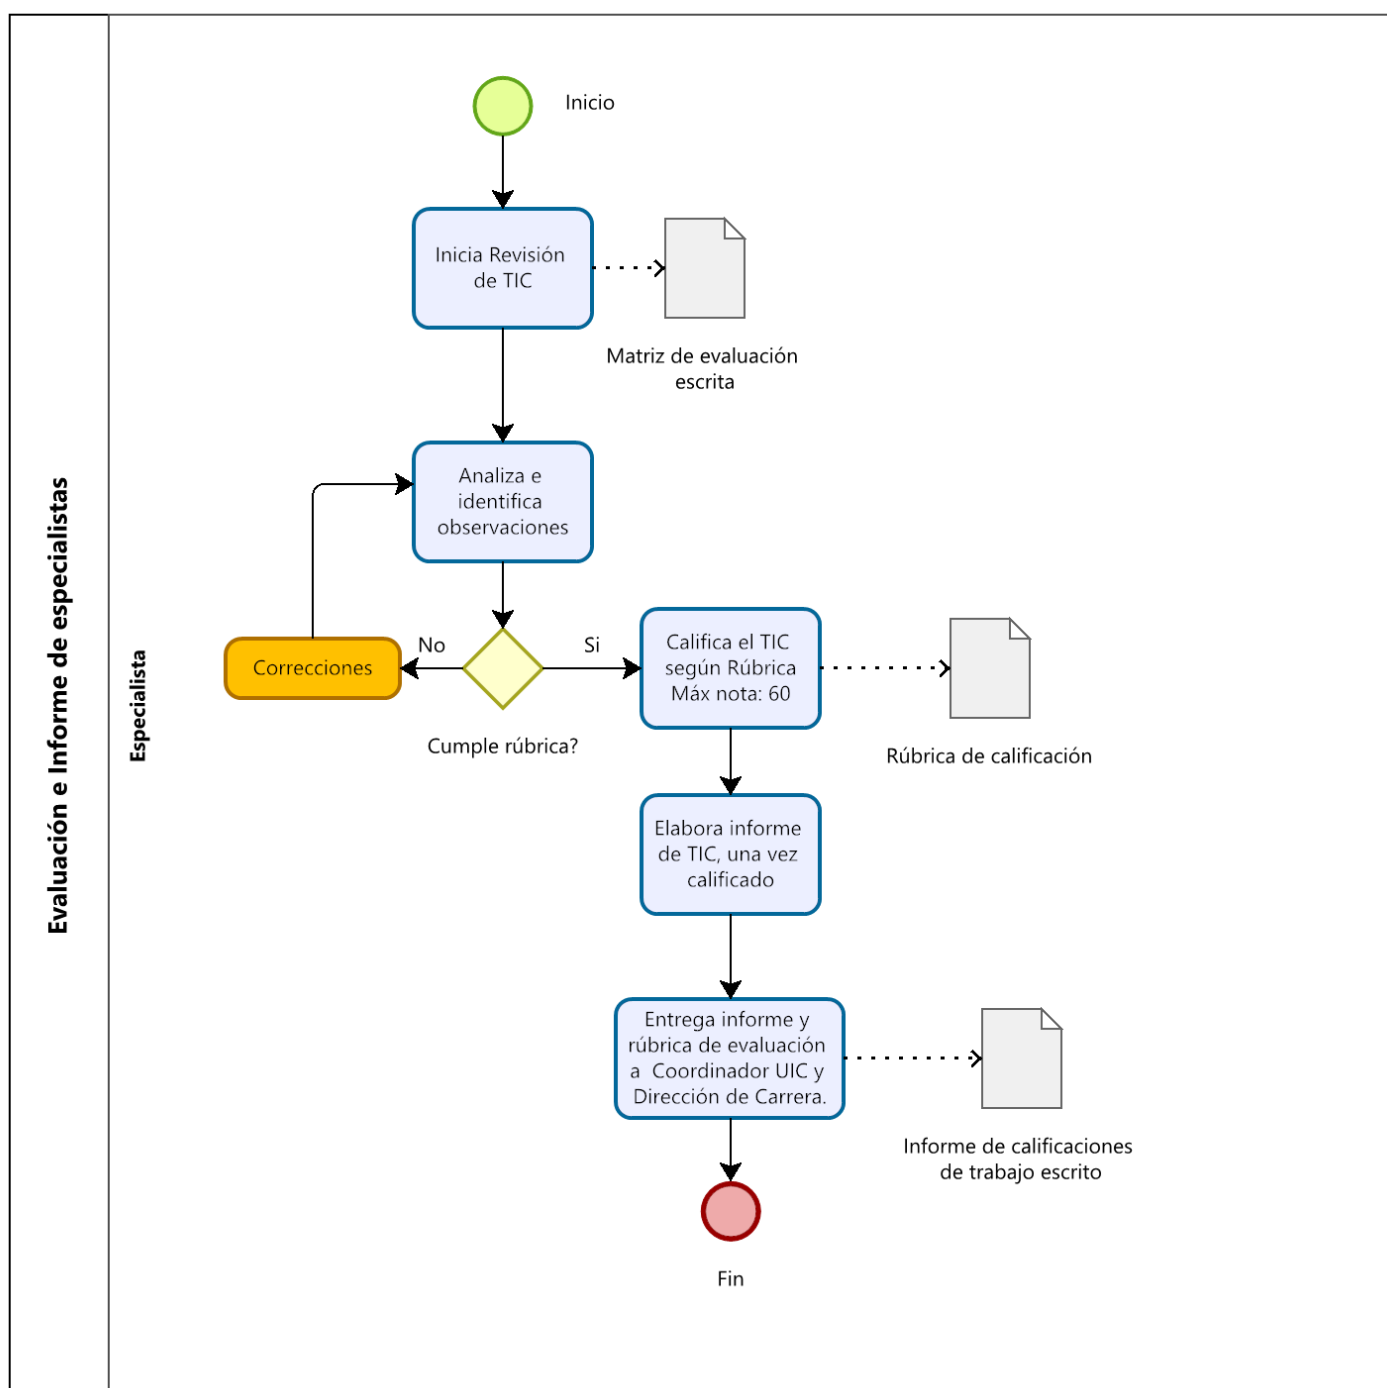 Evaluación e Informe de especialistas
Especialista
Inicio
Inicia Revisión
de TIC
Matriz de evaluación
escrita
Analiza e
identifica
observaciones
Correcciones
No
Si
Cumple rúbrica?
Califica el TIC
según Rúbrica
Máx nota: 60
Rúbrica de calificación
Elabora informe
de TIC, una vez
calificado
Entrega informe y
rúbrica de evaluación
a Coordinador UIC y
Dirección de Carrera.
Informe de calificaciones
de trabajo escrito
Fin